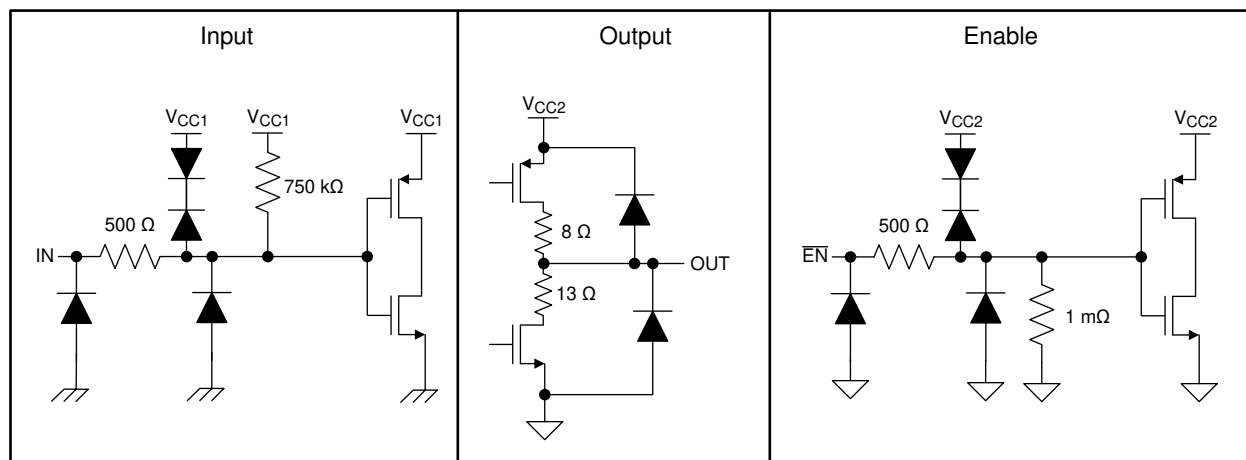 Input
Output
Enable
VCC1
VCC1
VCC1
750 kΩ
500 Ω
IN
VCC2
8 Ω
OUT
13 Ω
VCC2
VCC2
500 Ω
E̅N̅
1 mΩ